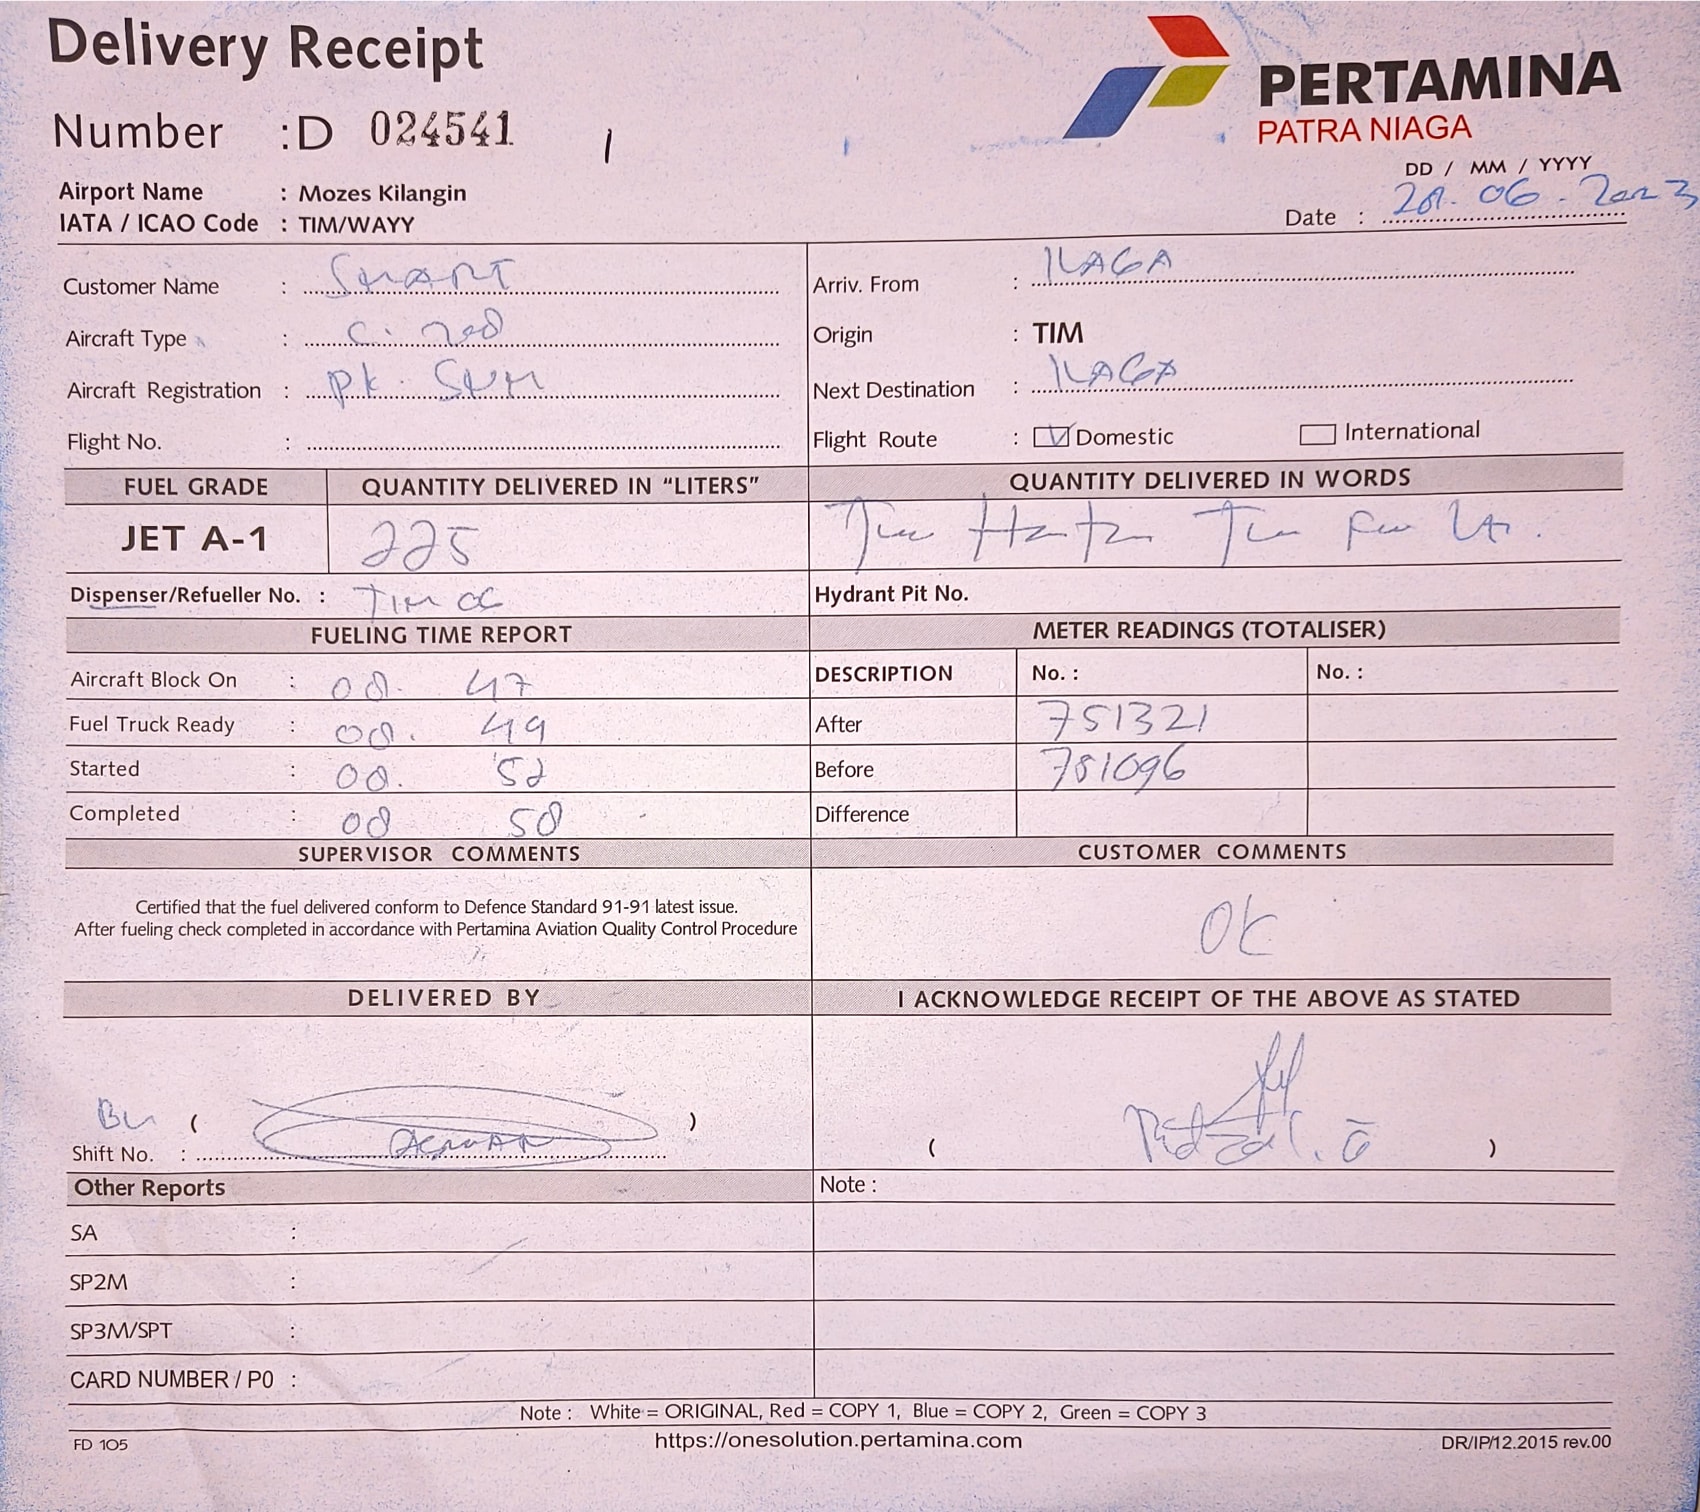 Delivery Receipt
PERTAMINA
PATRA NIAGA
Number : D 024541
Airport Name : Mozes Kilangin
IATA / ICAO Code : TIM/WAYY
DD / MM / YYYY
Date : 28.06.2023
Customer Name : SMART
Arriv. From : ILAGA
Aircraft Type : C. 208
Origin : TIM
Aircraft Registration : PK.
Next Destination : ILAGA
Flight No. :
Flight Route : Domestic International
FUEL GRADE QUANTITY DELIVERED IN “LITERS” QUANTITY DELIVERED IN WORDS
JET A-1 225
Dispenser/Refueller No. : TIM
Hydrant Pit No.
FUELING TIME REPORT
METER READINGS (TOTALISER)
DESCRIPTION No. : No. :
Aircraft Block On : 08. 47
Fuel Truck Ready : 08. 49
After 751321
Started : 08. 52
Before 751096
Completed : 08 58
Difference
SUPERVISOR COMMENTS
CUSTOMER COMMENTS
Certified that the fuel delivered conform to Defence Standard 91-91 latest issue.
After fueling check completed in accordance with Pertamina Aviation Quality Control Procedure
OK
DELIVERED BY
I ACKNOWLEDGE RECEIPT OF THE ABOVE AS STATED
( )
Shift No. :
( )
Other Reports
Note :
SA :
SP2M :
SP3M/SPT :
CARD NUMBER / P0 :
Note : White = ORIGINAL, Red = COPY 1, Blue = COPY 2, Green = COPY 3
FD 105
https://onesolution.pertamina.com
DR/IP/12.2015 rev.00